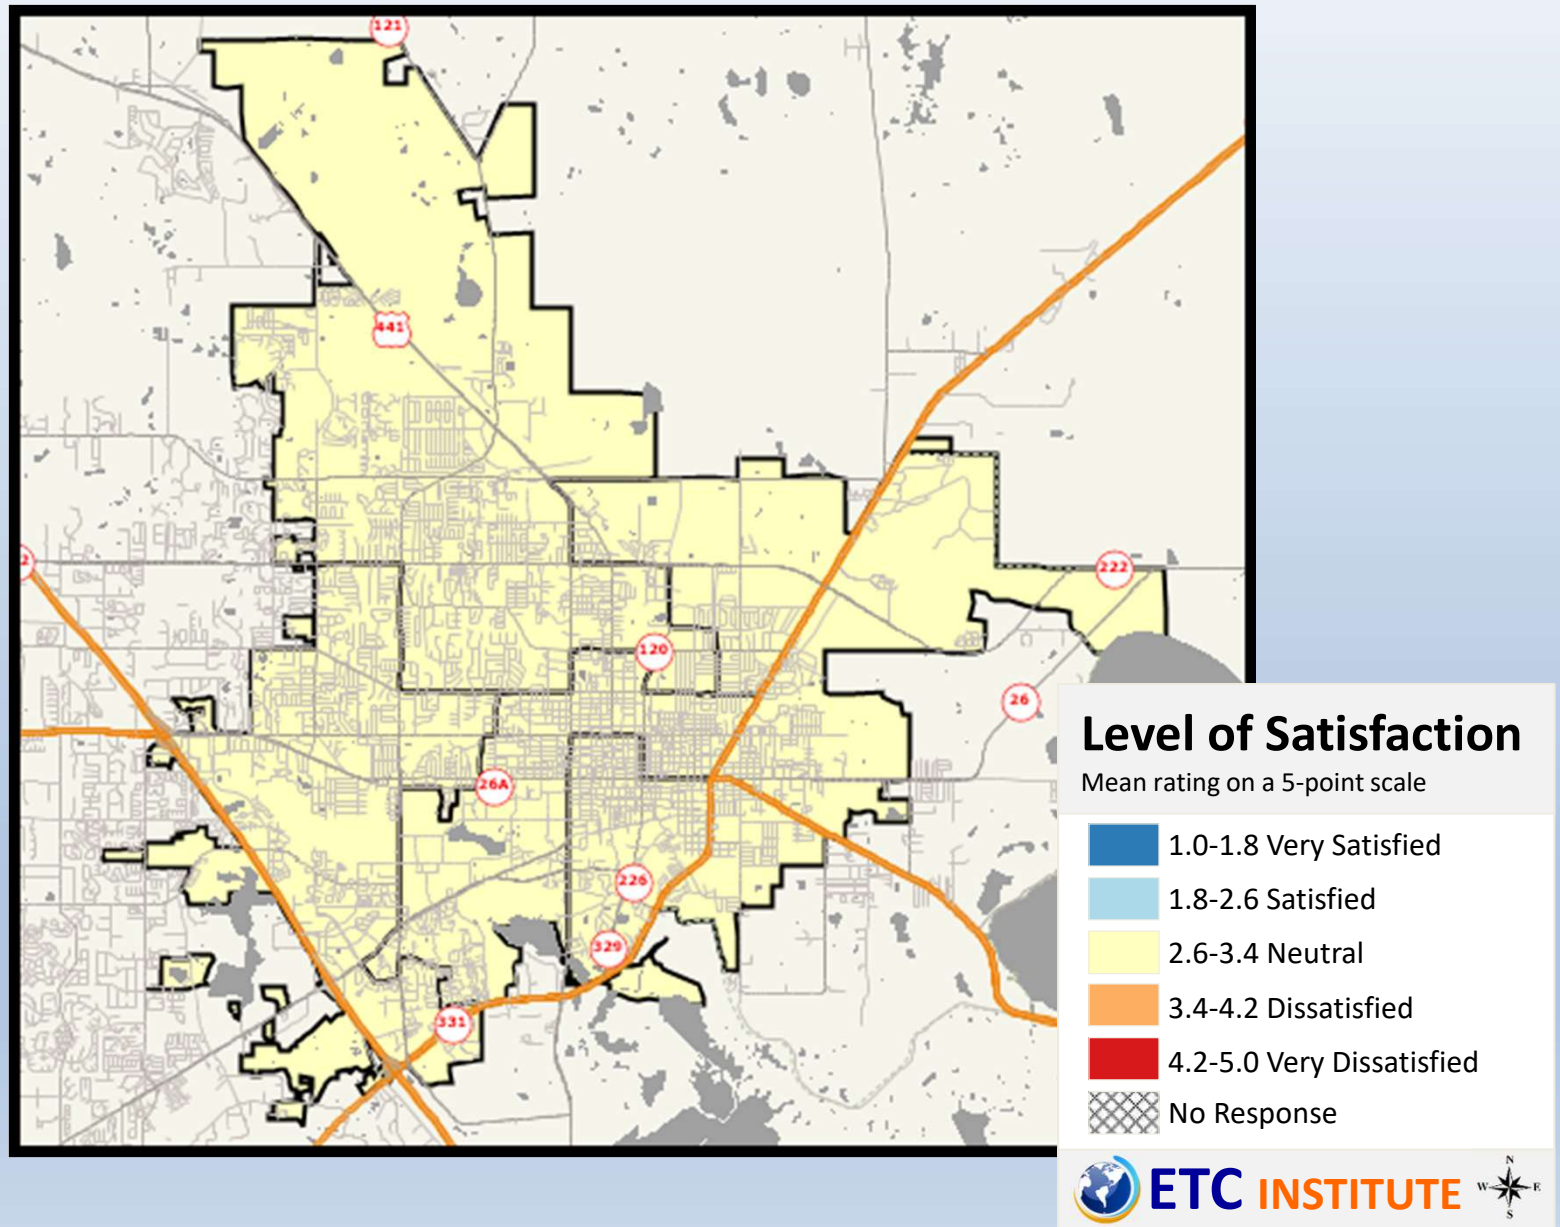 121
441
2
222
120
26
26A
226
329
331
Level of Satisfaction
Mean rating on a 5-point scale
1.0-1.8 Very Satisfied
1.8-2.6 Satisfied
2.6-3.4 Neutral
3.4-4.2 Dissatisfied
4.2-5.0 Very Dissatisfied
No Response
ETC INSTITUTE
N
W E
S